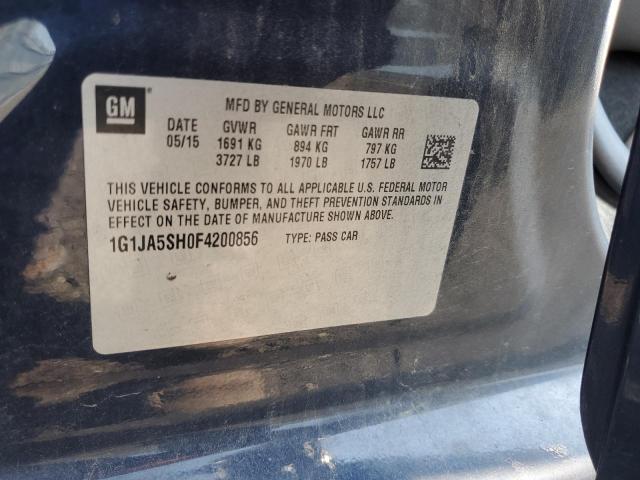 GM
MFD BY GENERAL MOTORS LLC
DATE GVWR GAWR FRT GAWR RR
05/15 1691 KG 894 KG 797 KG
3727 LB 1970 LB 1757 LB
THIS VEHICLE CONFORMS TO ALL APPLICABLE U.S. FEDERAL MOTOR
VEHICLE SAFETY, BUMPER, AND THEFT PREVENTION STANDARDS IN
EFFECT ON THE DATE OF MANUFACTURE SHOWN ABOVE.
1G1JA5SH0F4200856 TYPE: PASS CAR